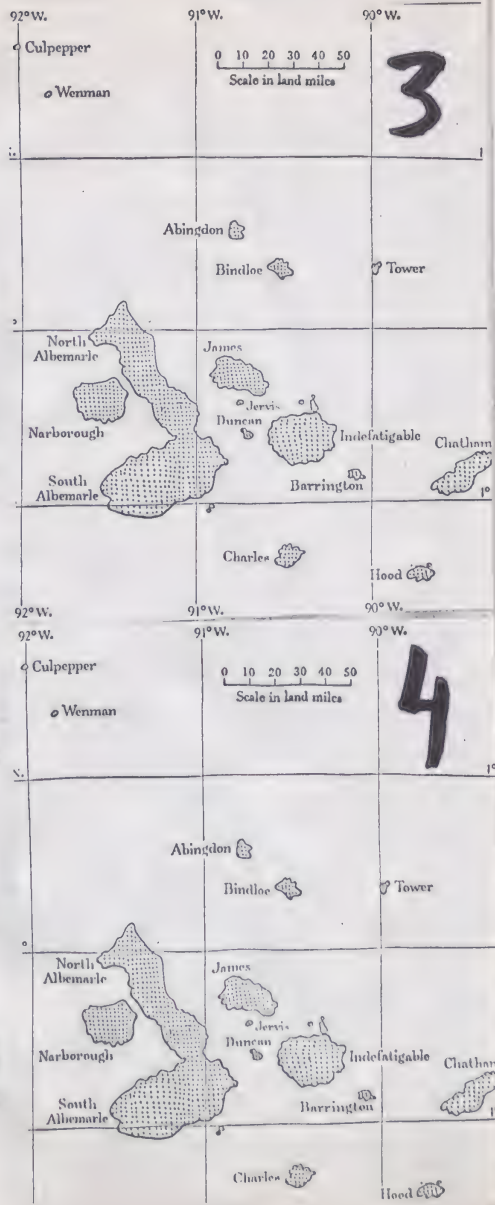 92°W. 91°W. 90°W.
3
Culpepper
0 10 20 30 40 50
Scale in land miles
Wenman
1
Abingdon
Bindloe
Tower
North
Albemarle
James
Jervis
Narborough
Duncan
Indefatigable
Chatham
South
Albemarle
Barrington
1°
Charles
Hood
92°W. 91°W. 90°W.
92°W. 91°W. 90°W.
4
Culpepper
0 10 20 30 40 50
Scale in land miles
Wenman
1°
Abingdon
Bindloe
Tower
North
Albemarle
James
Jervis
Narborough
Duncan
Indefatigable
Chatham
South
Albemarle
Barrington
1
Charles
Hood